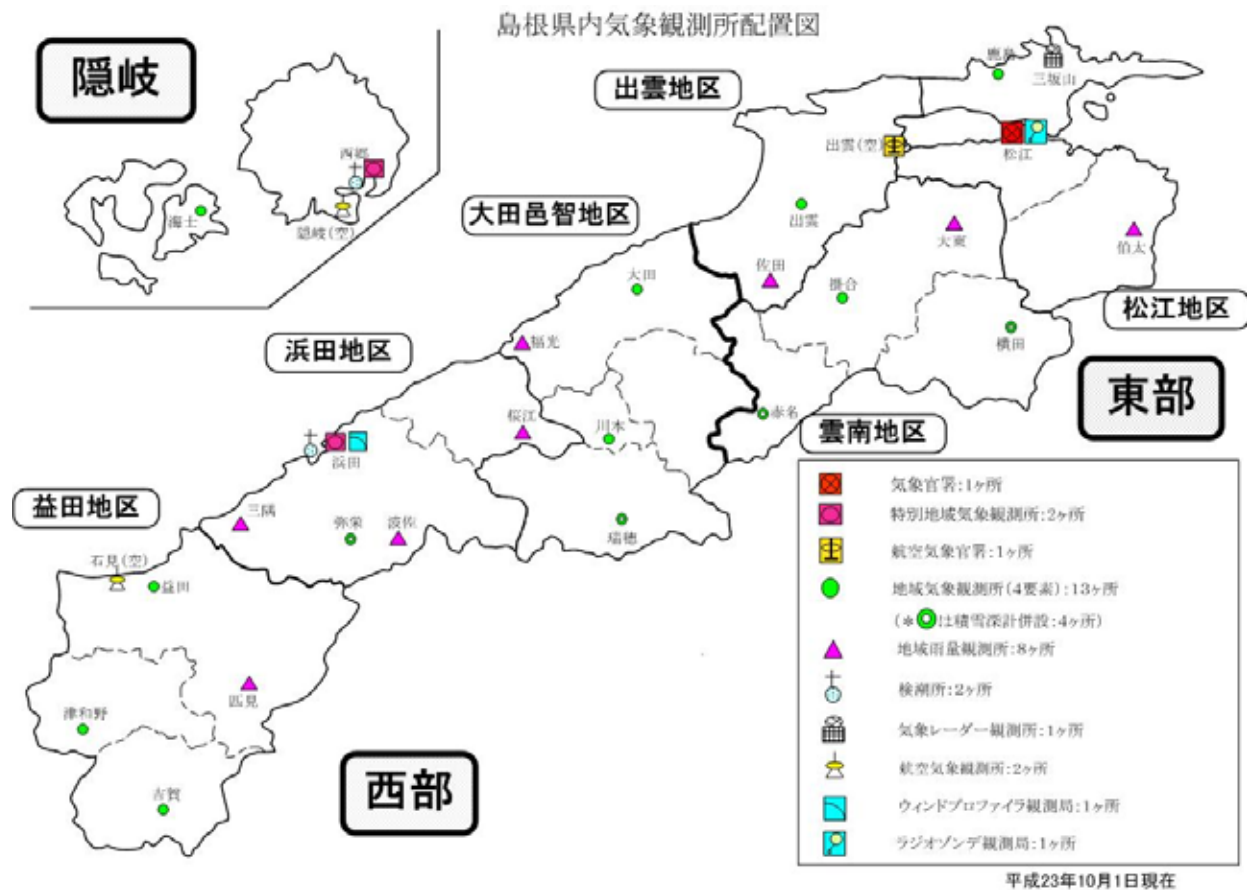 島根県内気象観測所配置図
隠岐
西郷
海士
隠岐(空)
出雲地区
鹿島
三坂山
出雲(空)
松江
出雲
大東
伯太
佐田
掛合
横田
松江地区
東部
大田邑智地区
大田
福光
桜江
川本
瑞穂
赤名
雲南地区
浜田地区
浜田
三隅
弥栄
波佐
益田地区
石見(空)
益田
匹見
津和野
吉賀
西部
気象官署:1ヶ所
特別地域気象観測所:2ヶ所
航空気象官署:1ヶ所
地域気象観測所(4要素):13ヶ所
(*◎は積雪深計併設:4ヶ所)
地域雨量観測所:8ヶ所
検潮所:2ヶ所
気象レーダー観測所:1ヶ所
航空気象観測所:2ヶ所
ウィンドプロファイラ観測局:1ヶ所
ラジオゾンデ観測局:1ヶ所
平成23年10月1日現在